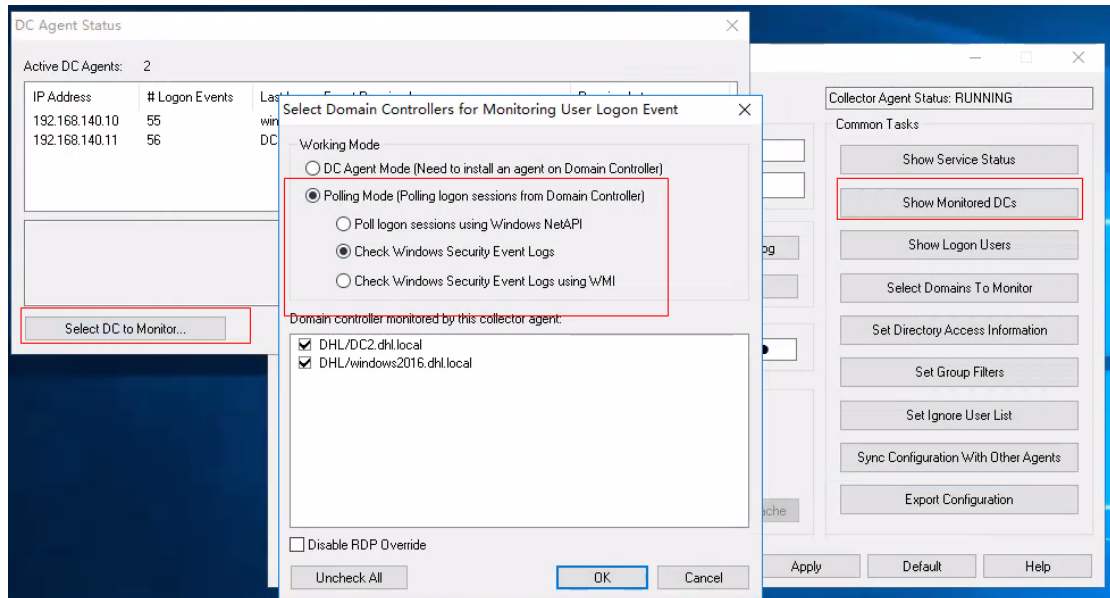 DC Agent Status
Active DC Agents: 2
IP Address # Logon Events
192.168.140.10 55 win
192.168.140.11 56 DC
Select DC to Monitor...
Select Domain Controllers for Monitoring User Logon Event
Working Mode
DC Agent Mode (Need to install an agent on Domain Controller)
Polling Mode (Polling logon sessions from Domain Controller)
Poll logon sessions using Windows NetAPI
Check Windows Security Event Logs
Check Windows Security Event Logs using WMI
Domain controller monitored by this collector agent:
DHL/DC2.dhl.local
DHL/windows2016.dhl.local
Disable RDP Override
Uncheck All OK Cancel
Collector Agent Status: RUNNING
Common Tasks
Show Service Status
Show Monitored DCs
Show Logon Users
Select Domains To Monitor
Set Directory Access Information
Set Group Filters
Set Ignore User List
Sync Configuration With Other Agents
Export Configuration
Apply Default Help